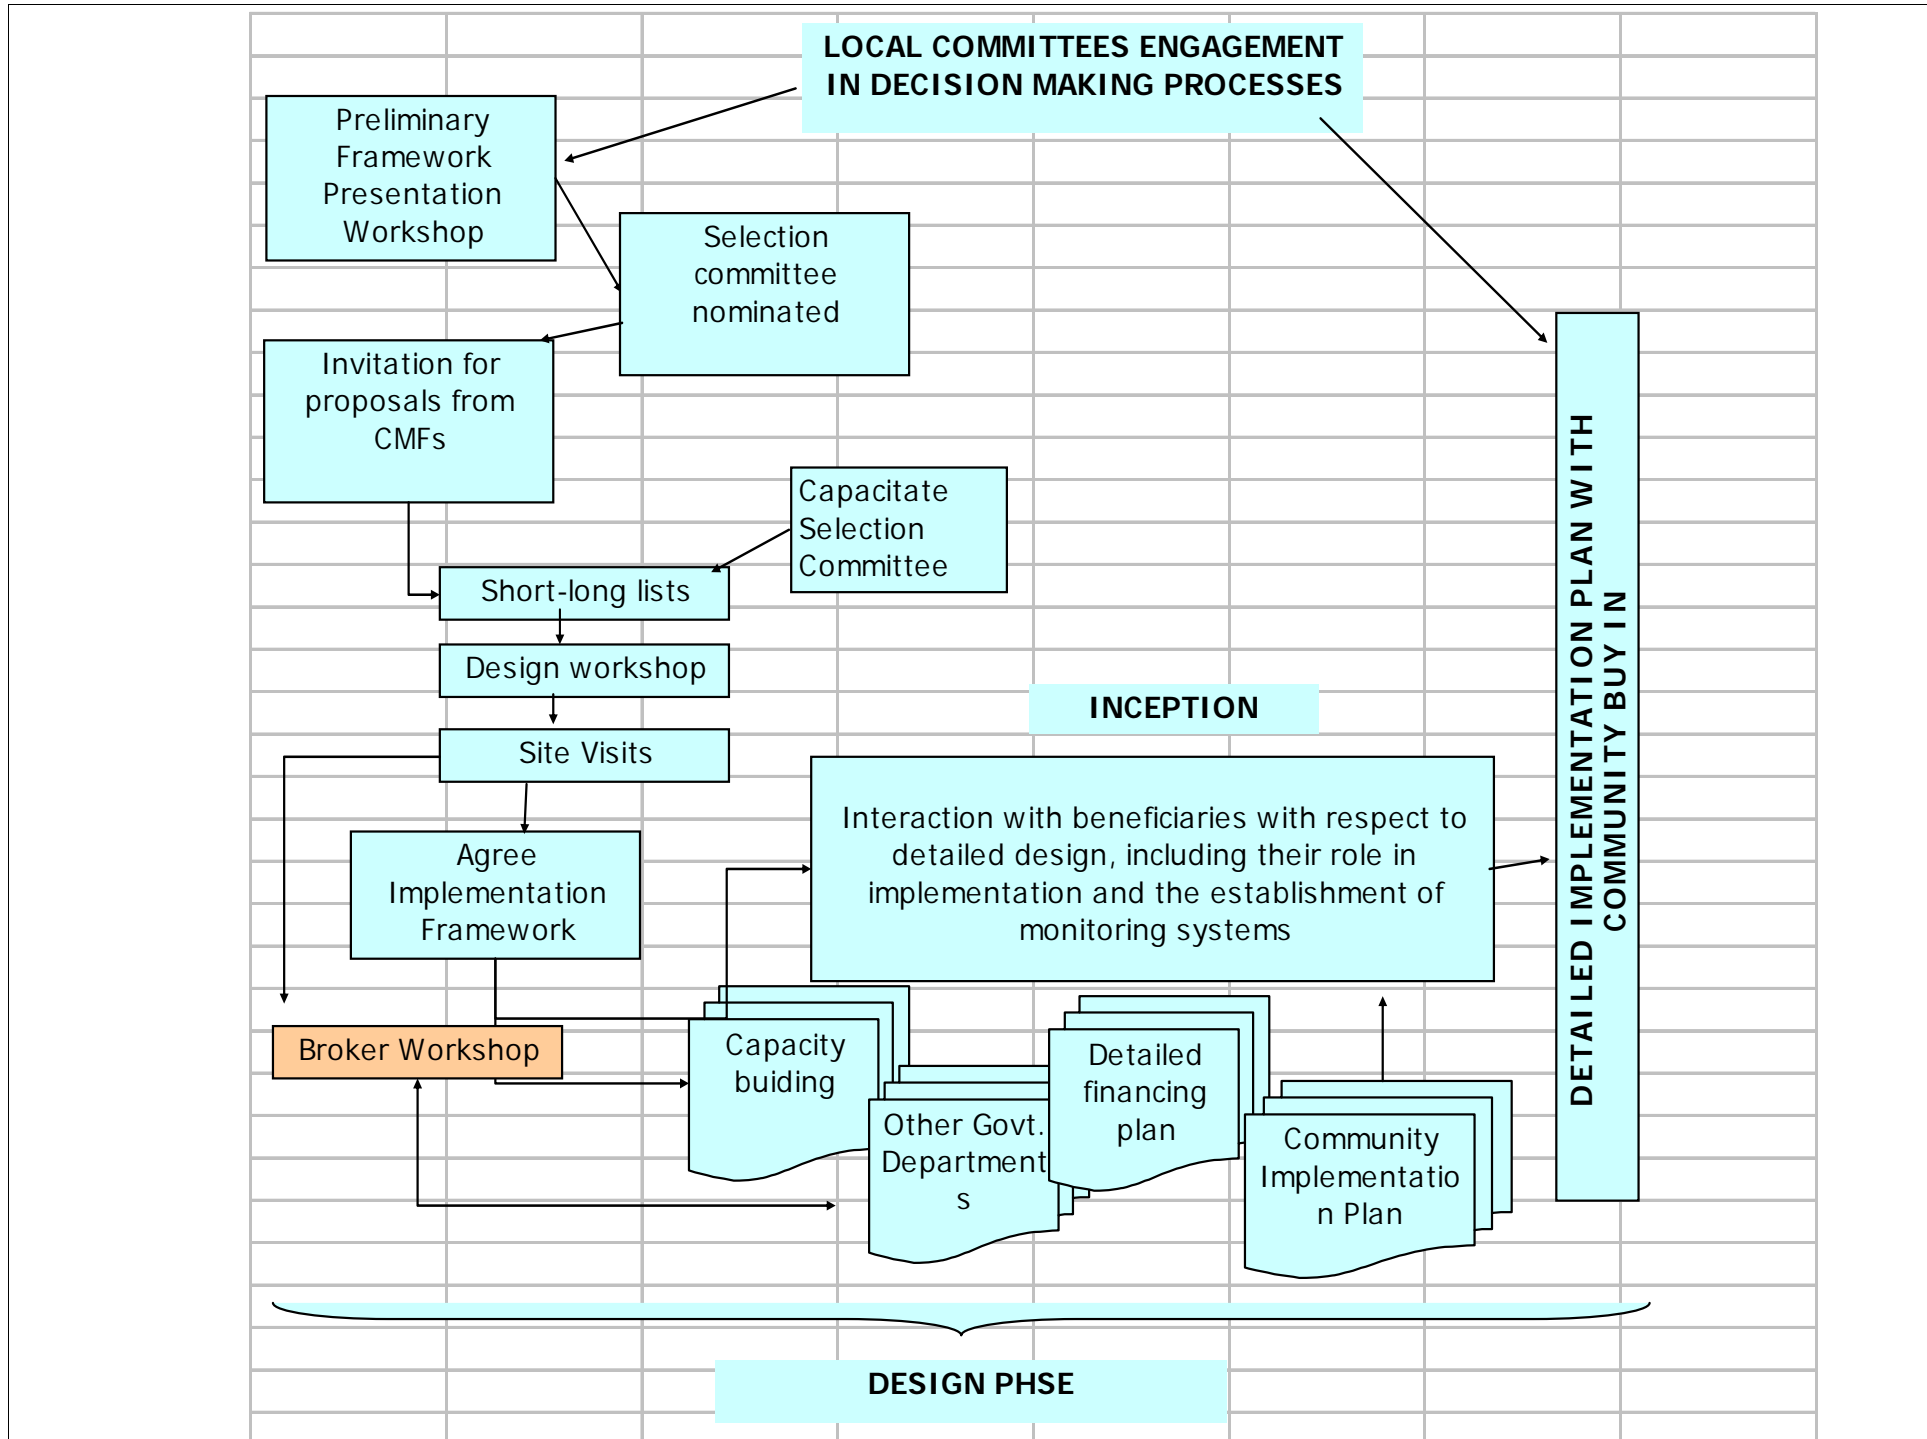 LOCAL COMMITTEES ENGAGEMENT
IN DECISION MAKING PROCESSES
Preliminary
Framework
Presentation
Workshop
Selection
committee
nominated
Invitation for
proposals from
CMFs
Capacitate
Selection
Committee
Short-long lists
Design workshop
Site Visits
INCEPTION
Agree
Implementation
Framework
Interaction with beneficiaries with respect to
detailed design, including their role in
implementation and the establishment of
monitoring systems
DETAILED IMPLEMENTATION PLAN WITH
COMMUNITY BUY IN
Broker Workshop
Capacity
buiding
Other Govt.
Department
s
Detailed
financing
plan
Community
Implementatio
n Plan
DESIGN PHSE